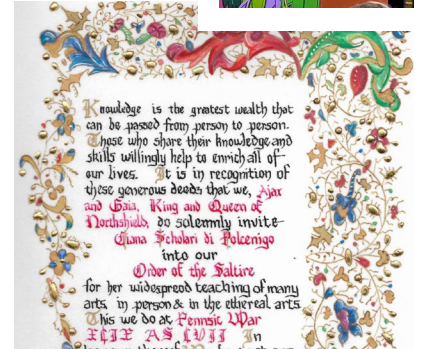 Knowledge is the greatest wealth that
can be passed from person to person.
Those who share their knowledge and
skills willingly help to enrich all of
our lives. It is in recognition of
these generous deeds that we, Ajax
and Gaia, King and Queen of
Northshield, do solemnly invite
Ciana Scholari di Polcenigo
into our
Order of the Saltire
for her widespread teaching of many
arts, in person & in the ethereal arts
This we do at Pennsic War
XLIX AS LVII In